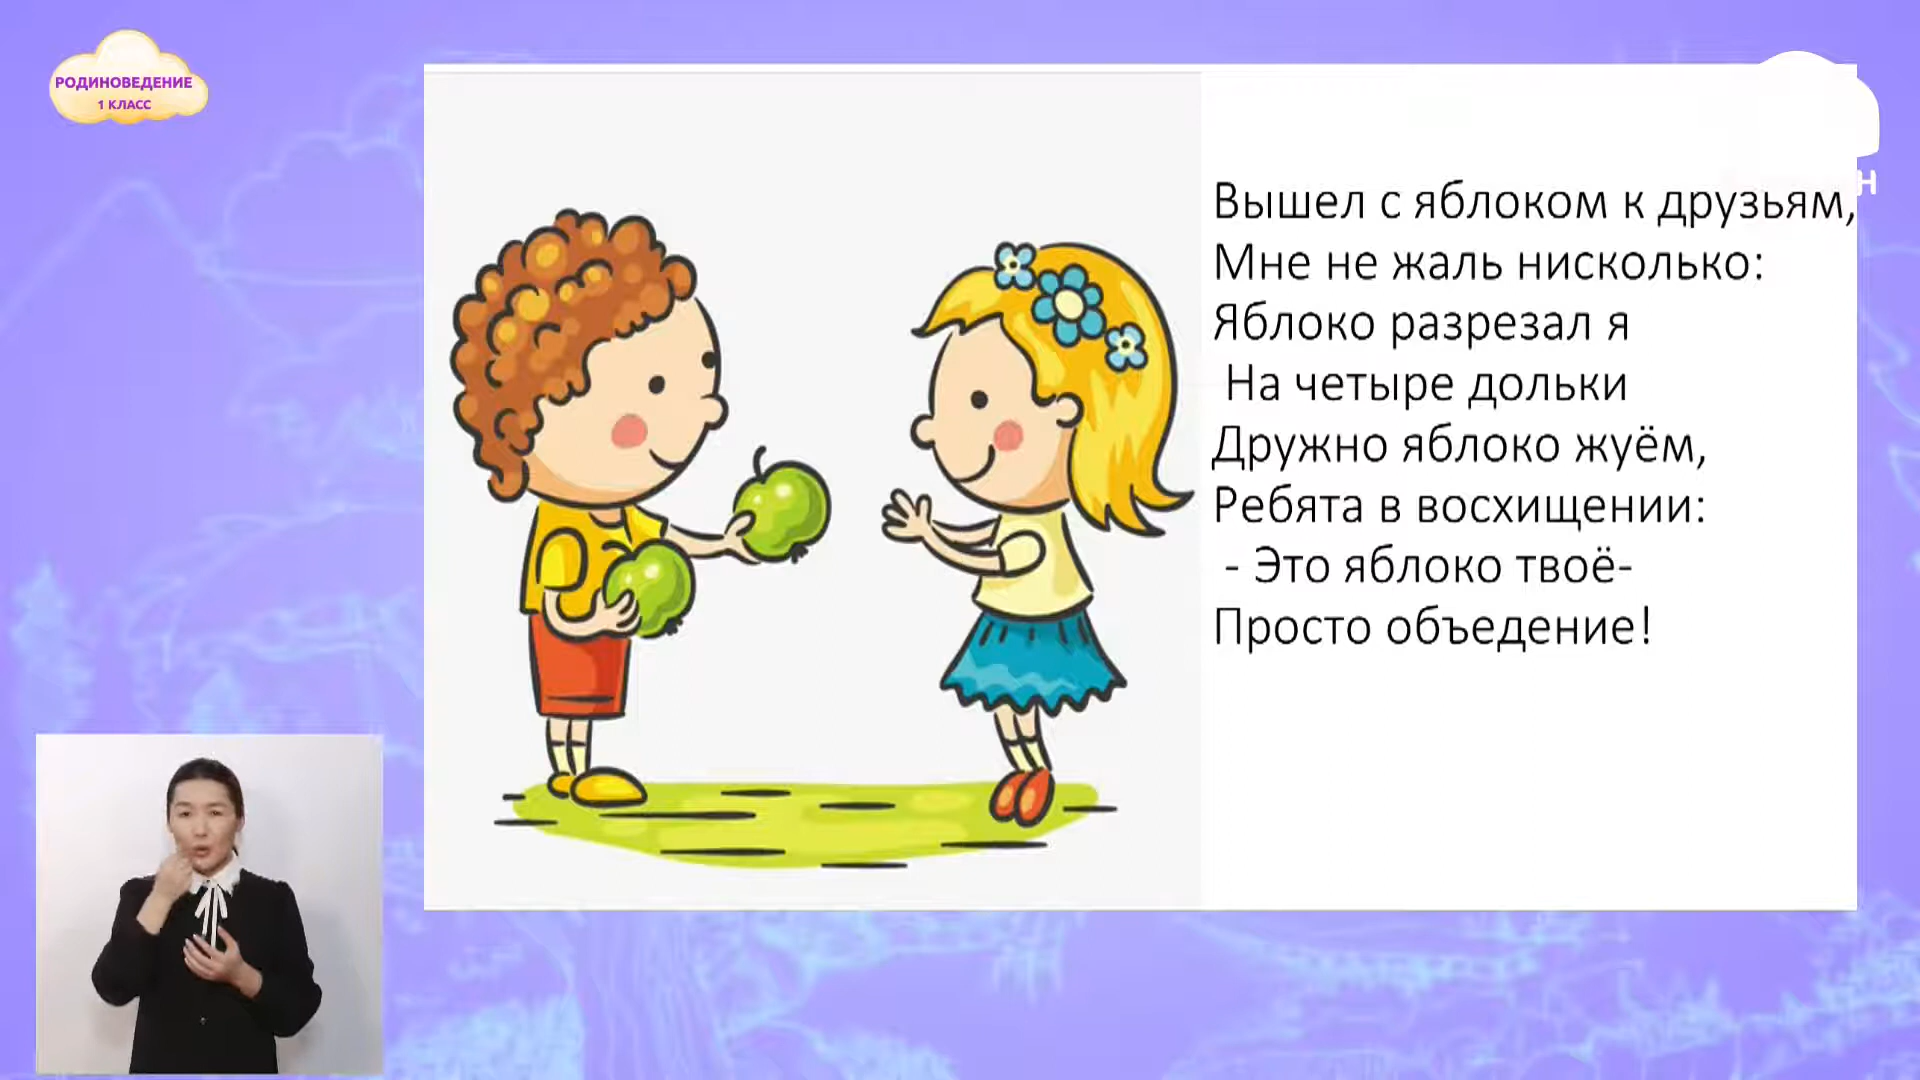 РОДИНОВЕДЕНИЕ
1 КЛАСС
Вышел с яблоком к друзьям,
Мне не жаль нисколько:
Яблоко разрезал я
На четыре дольки
Дружно яблоко жуём,
Ребята в восхищении:
- Это яблоко твоё-
Просто объедение!